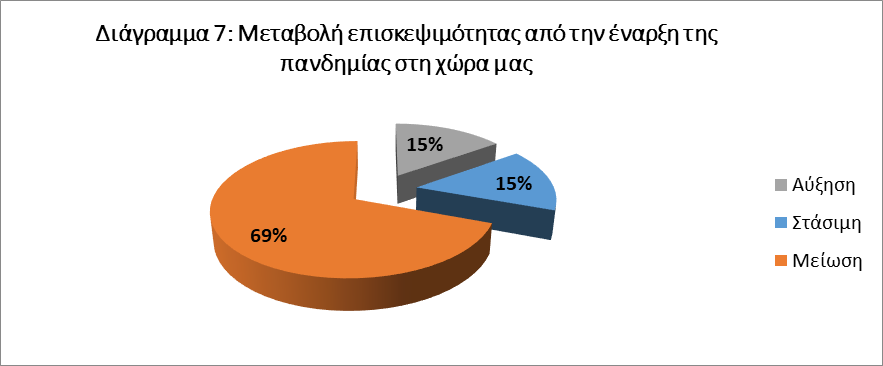 Διάγραμμα 7: Μεταβολή επισκεψιμότητας από την έναρξη της
πανδημίας στη χώρα μας
15%
15%
69%
Αύξηση
Στάσιμη
Μείωση